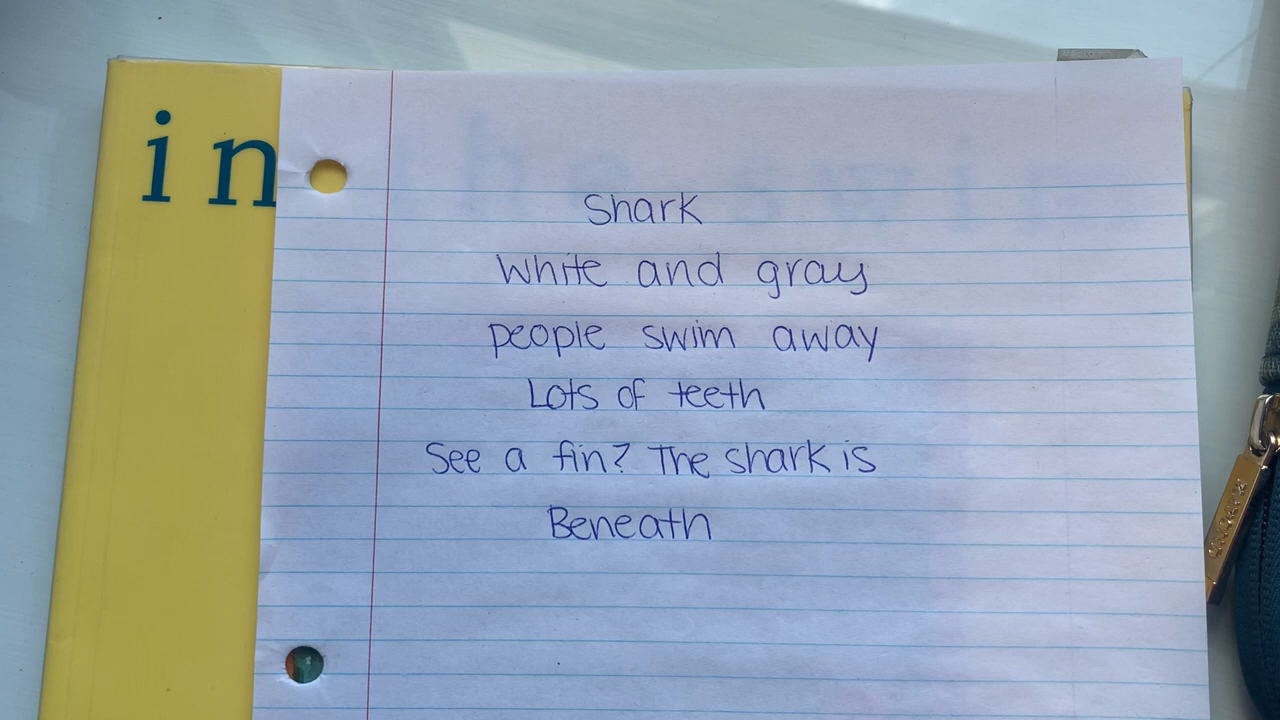 in
Shark
White and gray
people swim away
Lots of teeth
See a fin? The shark is
Beneath